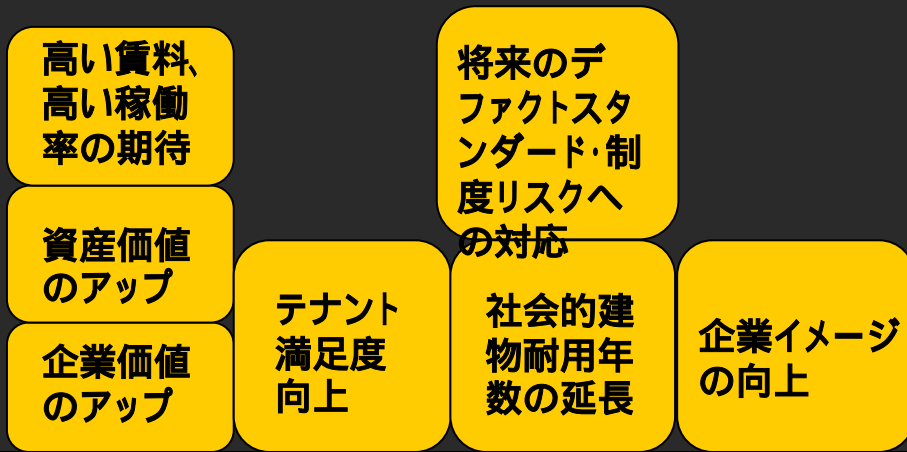 高い賃料、
高い稼働
率の期待
資産価値
のアップ
企業価値
のアップ
テナント
満足度
向上
将来のデ
ファクトスタ
ンダード・制
度リスクへ
の対応
社会的建
物耐用年
数の延長
企業イメージ
の向上